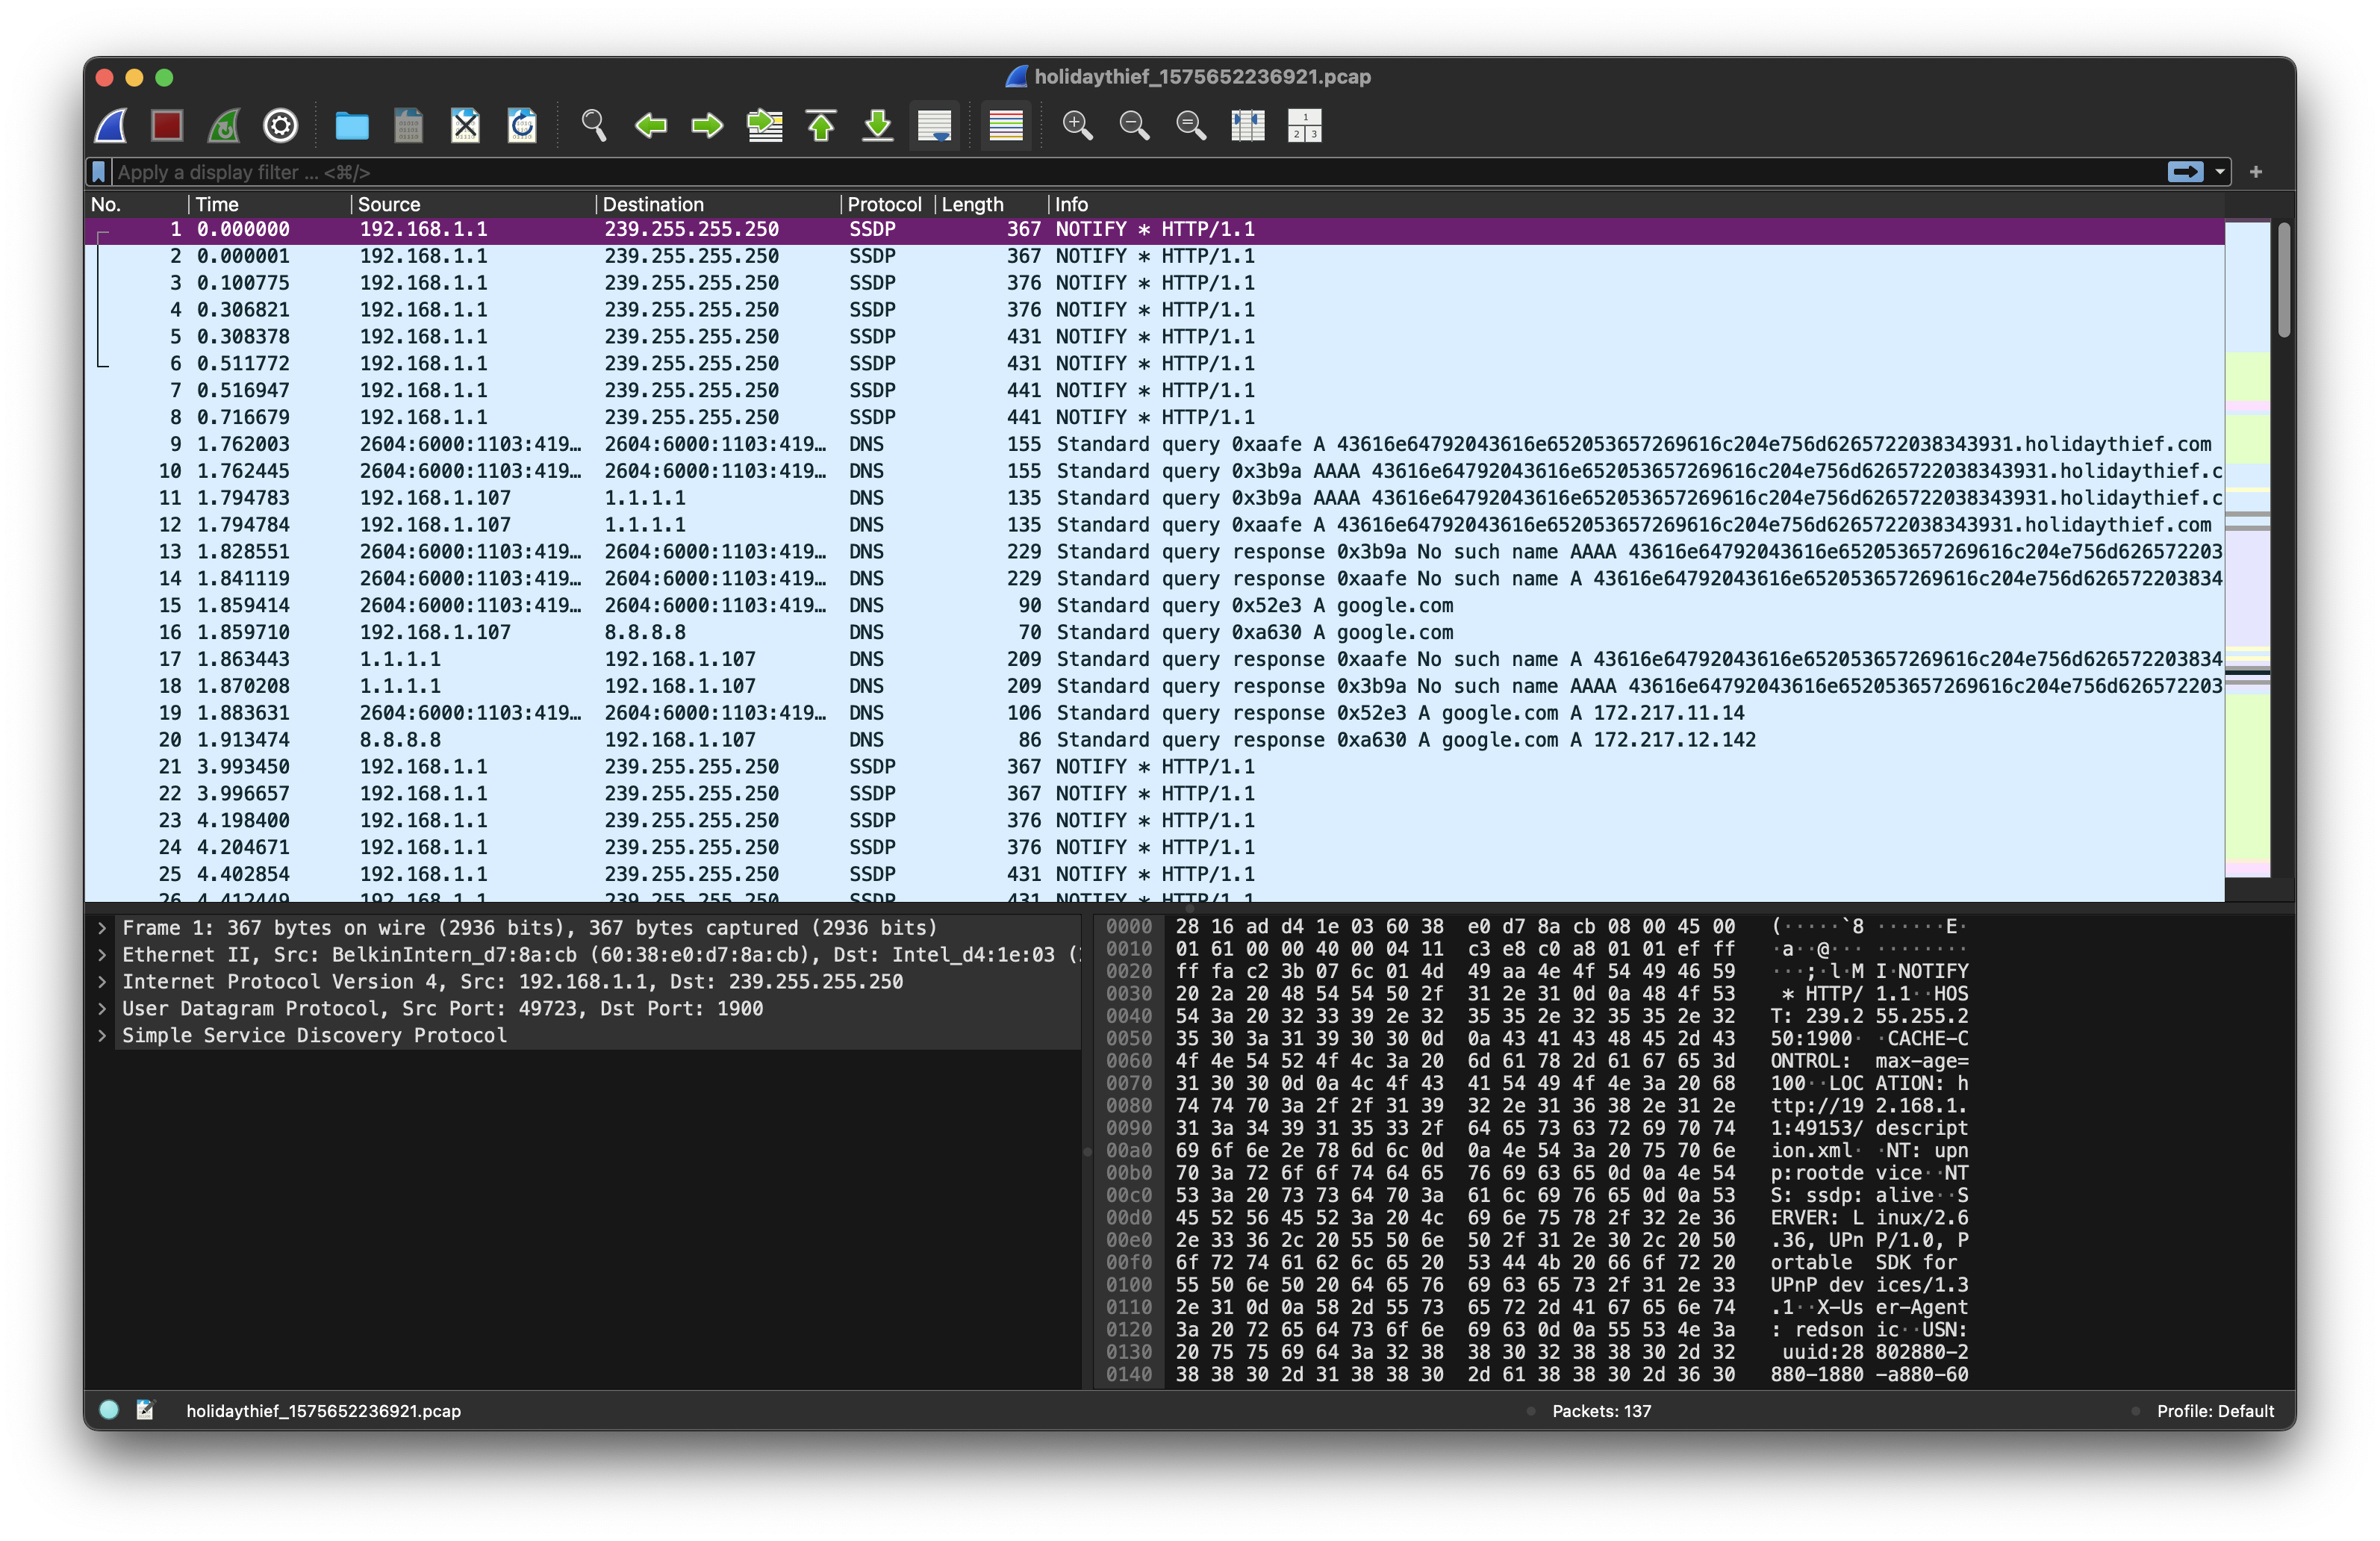 holidaythief_1575652236921.pcap
Apply a display filter ... <⌘/>
No. Time Source Destination Protocol Length Info
1 0.000000 192.168.1.1 239.255.255.250 SSDP 367 NOTIFY * HTTP/1.1
2 0.000001 192.168.1.1 239.255.255.250 SSDP 367 NOTIFY * HTTP/1.1
3 0.100775 192.168.1.1 239.255.255.250 SSDP 376 NOTIFY * HTTP/1.1
4 0.306821 192.168.1.1 239.255.255.250 SSDP 376 NOTIFY * HTTP/1.1
5 0.308378 192.168.1.1 239.255.255.250 SSDP 431 NOTIFY * HTTP/1.1
6 0.511772 192.168.1.1 239.255.255.250 SSDP 431 NOTIFY * HTTP/1.1
7 0.516947 192.168.1.1 239.255.255.250 SSDP 441 NOTIFY * HTTP/1.1
8 0.716679 192.168.1.1 239.255.255.250 SSDP 441 NOTIFY * HTTP/1.1
9 1.762003 2604:6000:1103:419… 2604:6000:1103:419… DNS 155 Standard query 0xaafe A 43616e64792043616e652053657269616c204e756d6265722038343931.holidaythief.com
10 1.762445 2604:6000:1103:419… 2604:6000:1103:419… DNS 155 Standard query 0x3b9a AAAA 43616e64792043616e652053657269616c204e756d6265722038343931.holidaythief.c
11 1.794783 192.168.1.107 1.1.1.1 DNS 135 Standard query 0x3b9a AAAA 43616e64792043616e652053657269616c204e756d6265722038343931.holidaythief.c
12 1.794784 192.168.1.107 1.1.1.1 DNS 135 Standard query 0xaafe A 43616e64792043616e652053657269616c204e756d6265722038343931.holidaythief.com
13 1.828551 2604:6000:1103:419… 2604:6000:1103:419… DNS 229 Standard query response 0x3b9a No such name AAAA 43616e64792043616e652053657269616c204e756d626572203
14 1.841119 2604:6000:1103:419… 2604:6000:1103:419… DNS 229 Standard query response 0xaafe No such name A 43616e64792043616e652053657269616c204e756d626572203834
15 1.859414 2604:6000:1103:419… 2604:6000:1103:419… DNS 90 Standard query 0x52e3 A google.com
16 1.859710 192.168.1.107 8.8.8.8 DNS 70 Standard query 0xa630 A google.com
17 1.863443 1.1.1.1 192.168.1.107 DNS 209 Standard query response 0xaafe No such name A 43616e64792043616e652053657269616c204e756d626572203834
18 1.870208 1.1.1.1 192.168.1.107 DNS 209 Standard query response 0x3b9a No such name AAAA 43616e64792043616e652053657269616c204e756d626572203
19 1.883631 2604:6000:1103:419… 2604:6000:1103:419… DNS 106 Standard query response 0x52e3 A google.com A 172.217.11.14
20 1.913474 8.8.8.8 192.168.1.107 DNS 86 Standard query response 0xa630 A google.com A 172.217.12.142
21 3.993450 192.168.1.1 239.255.255.250 SSDP 367 NOTIFY * HTTP/1.1
22 3.996657 192.168.1.1 239.255.255.250 SSDP 367 NOTIFY * HTTP/1.1
23 4.198400 192.168.1.1 239.255.255.250 SSDP 376 NOTIFY * HTTP/1.1
24 4.204671 192.168.1.1 239.255.255.250 SSDP 376 NOTIFY * HTTP/1.1
25 4.402854 192.168.1.1 239.255.255.250 SSDP 431 NOTIFY * HTTP/1.1
26 4.412449 192.168.1.1 239.255.255.250 SSDP 431 NOTIFY * HTTP/1.1
Frame 1: 367 bytes on wire (2936 bits), 367 bytes captured (2936 bits)
Ethernet II, Src: BelkinIntern_d7:8a:cb (60:38:e0:d7:8a:cb), Dst: Intel_d4:1e:03 (
Internet Protocol Version 4, Src: 192.168.1.1, Dst: 239.255.255.250
User Datagram Protocol, Src Port: 49723, Dst Port: 1900
Simple Service Discovery Protocol
0000 28 16 ad d4 1e 03 60 38 e0 d7 8a cb 08 00 45 00 (·····`8 ······E·
0010 01 61 00 00 40 00 04 11 c3 e8 c0 a8 01 01 ef ff ·a··@··· ········
0020 ff fa c2 3b 07 6c 01 4d 49 aa 4e 4f 54 49 46 59 ···;·l·M I·NOTIFY
0030 20 2a 20 48 54 54 50 2f 31 2e 31 0d 0a 48 4f 53 * HTTP/ 1.1··HOS
0040 54 3a 20 32 33 39 2e 32 35 35 2e 32 35 35 2e 32 T: 239.2 55.255.2
0050 35 30 3a 31 39 30 30 0d 0a 43 41 43 48 45 2d 43 50:1900· ·CACHE-C
0060 4f 4e 54 52 4f 4c 3a 20 6d 61 78 2d 61 67 65 3d ONTROL: max-age=
0070 31 30 30 0d 0a 4c 4f 43 41 54 49 4f 4e 3a 20 68 100··LOC ATION: h
0080 74 74 70 3a 2f 2f 31 39 32 2e 31 36 38 2e 31 2e ttp://19 2.168.1.
0090 31 3a 34 39 31 35 33 2f 64 65 73 63 72 69 70 74 1:49153/ descript
00a0 69 6f 6e 2e 78 6d 6c 0d 0a 4e 54 3a 20 75 70 6e ion.xml· ·NT: upn
00b0 70 3a 72 6f 6f 74 64 65 76 69 63 65 0d 0a 4e 54 p:rootde vice··NT
00c0 53 3a 20 73 73 64 70 3a 61 6c 69 76 65 0d 0a 53 S: ssdp: alive··S
00d0 45 52 56 45 52 3a 20 4c 69 6e 75 78 2f 32 2e 36 ERVER: L inux/2.6
00e0 2e 33 36 2c 20 55 50 6e 50 2f 31 2e 30 2c 20 50 .36, UPn P/1.0, P
00f0 6f 72 74 61 62 6c 65 20 53 44 4b 20 66 6f 72 20 ortable SDK for
0100 55 50 6e 50 20 64 65 76 69 63 65 73 2f 31 2e 33 UPnP dev ices/1.3
0110 2e 31 0d 0a 58 2d 55 73 65 72 2d 41 67 65 6e 74 .1··X-Us er-Agent
0120 3a 20 72 65 64 73 6f 6e 69 63 0d 0a 55 53 4e 3a : redson ic··USN:
0130 20 75 75 69 64 3a 32 38 38 30 32 38 38 30 2d 32 uuid:28 802880-2
0140 38 38 30 2d 31 38 38 30 2d 61 38 38 30 2d 36 30 880-1880 -a880-60
holidaythief_1575652236921.pcap
Packets: 137
Profile: Default